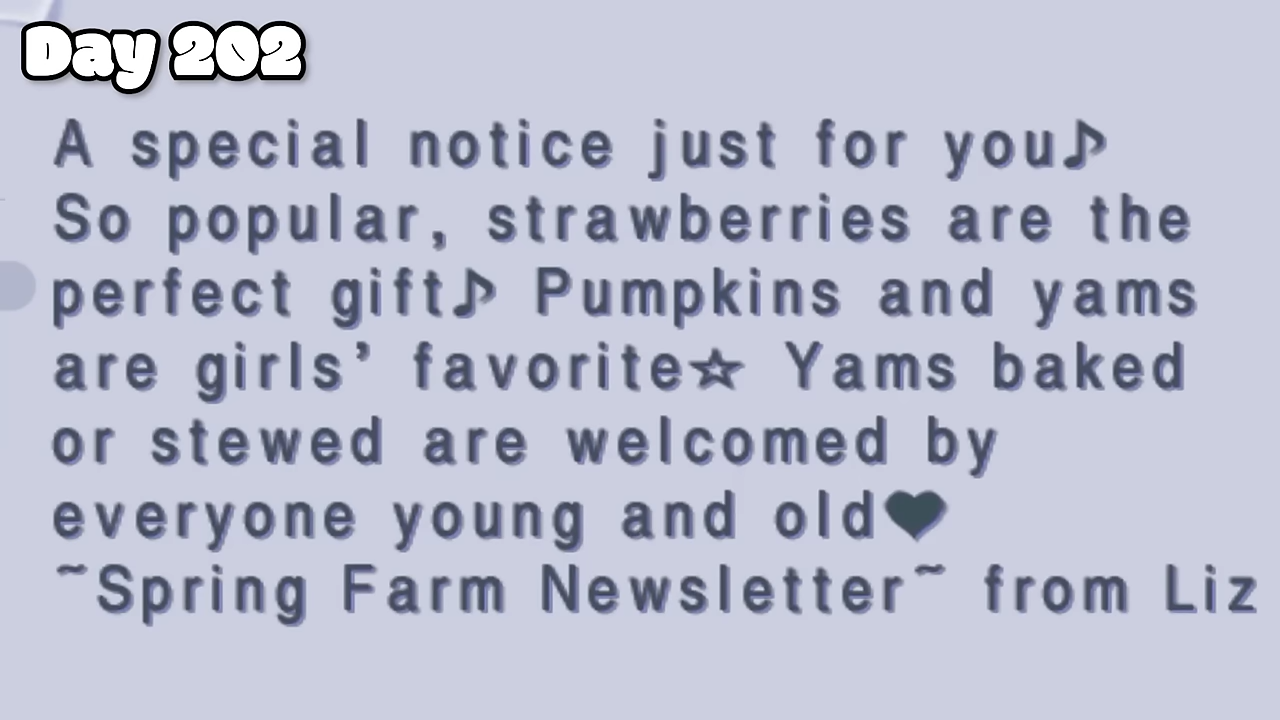 Day 202
A special notice just for you♪
So popular, strawberries are the
perfect gift♪ Pumpkins and yams
are girls’ favorite☆ Yams baked
or stewed are welcomed by
everyone young and old♥
~Spring Farm Newsletter~ from Liz